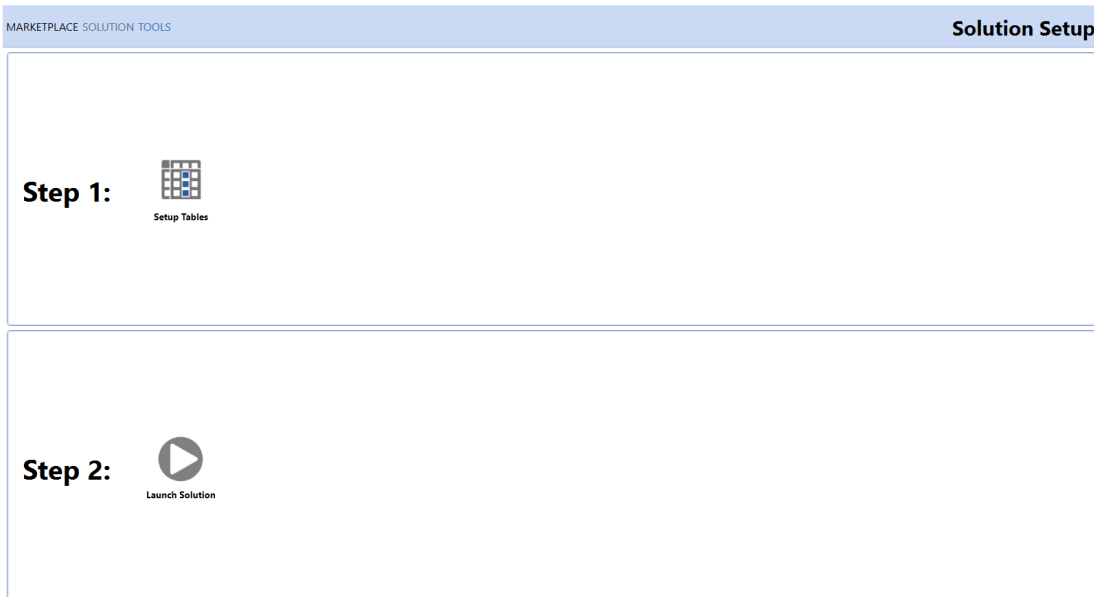 MARKETPLACE SOLUTION TOOLS
Solution Setup
Step 1:
Setup Tables
Step 2:
Launch Solution